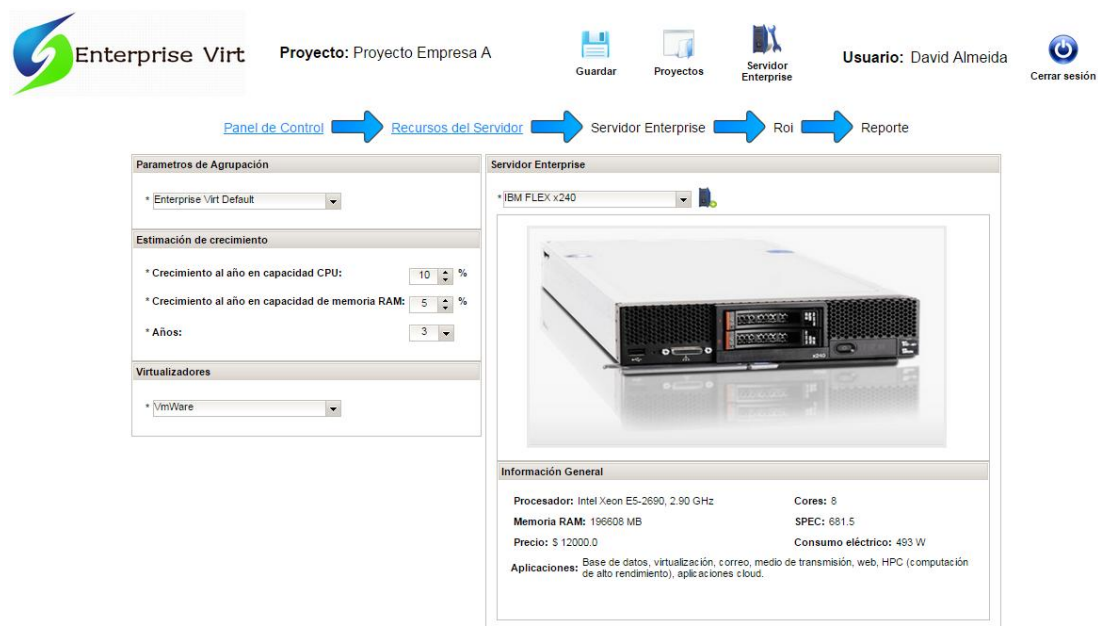 Enterprise Virt
Proyecto: Proyecto Empresa A
Guardar
Proyectos
Servidor
Enterprise
Usuario: David Almeida
Cerrar sesión
Panel de Control
Recursos del Servidor
Servidor Enterprise
Roi
Reporte
Parametros de Agrupación
* Enterprise Virt Default
Estimación de crecimiento
* Crecimiento al año en capacidad CPU: 10 %
* Crecimiento al año en capacidad de memoria RAM: 5 %
* Años: 3
Virtualizadores
* VmWare
Servidor Enterprise
* IBM FLEX x240
x240
Información General
Procesador: Intel Xeon E5-2690, 2.90 GHz
Cores: 8
Memoria RAM: 196608 MB
SPEC: 681.5
Precio: $ 12000.0
Consumo eléctrico: 493 W
Aplicaciones: Base de datos, virtualización, correo, medio de transmisión, web, HPC (computación
de alto rendimiento), aplicaciones cloud.